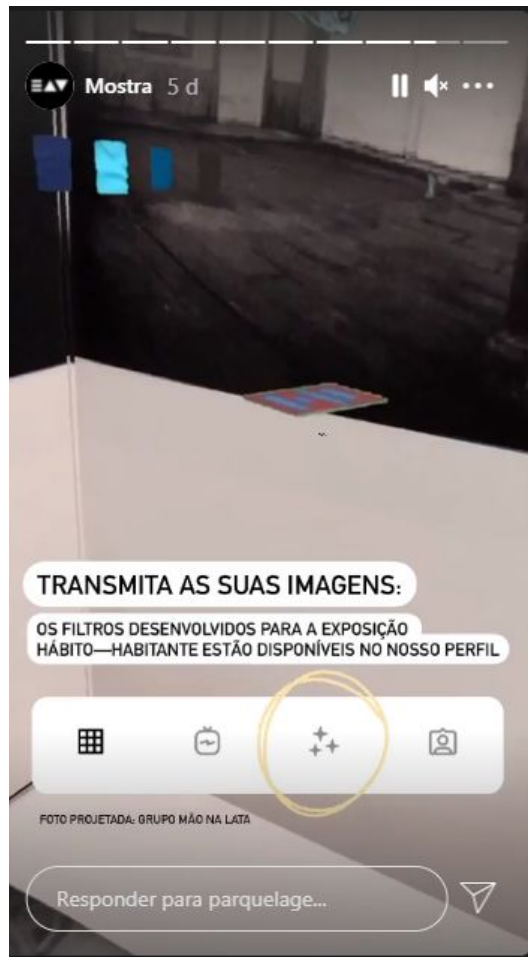 EAV
Mostra 5 d
TRANSMITA AS SUAS IMAGENS:
OS FILTROS DESENVOLVIDOS PARA A EXPOSIÇÃO
HÁBITO—HABITANTE ESTÃO DISPONÍVEIS NO NOSSO PERFIL
FOTO PROJETADA: GRUPO MÃO NA LATA
Responder para parquelage...